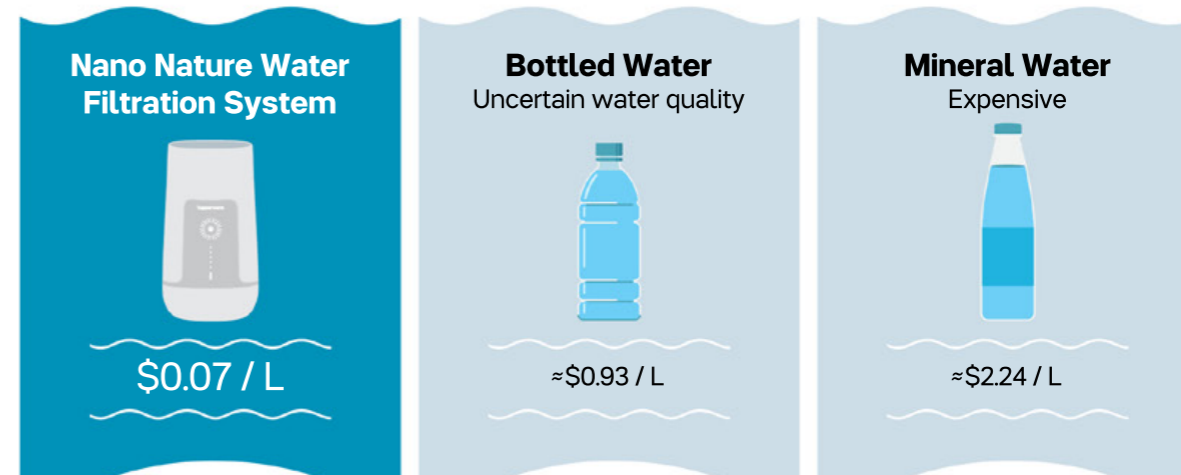 Nano Nature Water
Filtration System
$0.07 / L
Bottled Water
Uncertain water quality
≈$0.93 / L
Mineral Water
Expensive
≈$2.24 / L